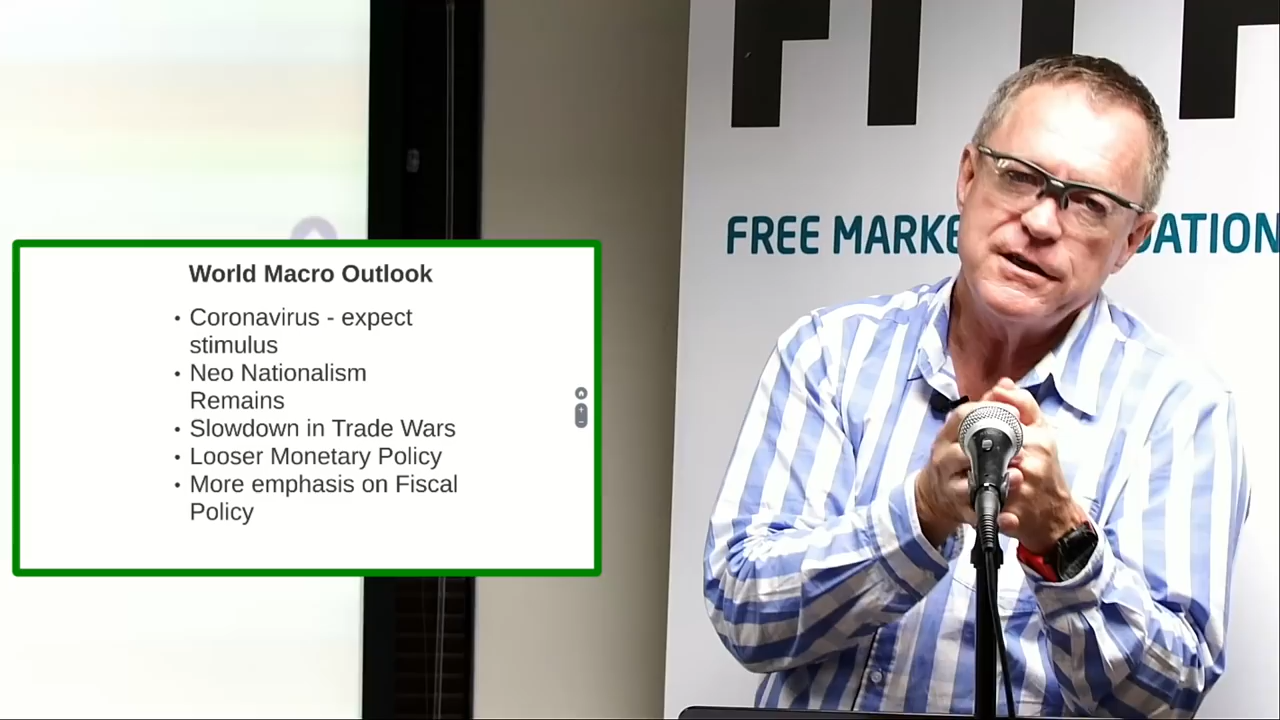 World Macro Outlook
• Coronavirus - expect
stimulus
• Neo Nationalism
Remains
• Slowdown in Trade Wars
• Looser Monetary Policy
• More emphasis on Fiscal
Policy
FREE MARKE DATION